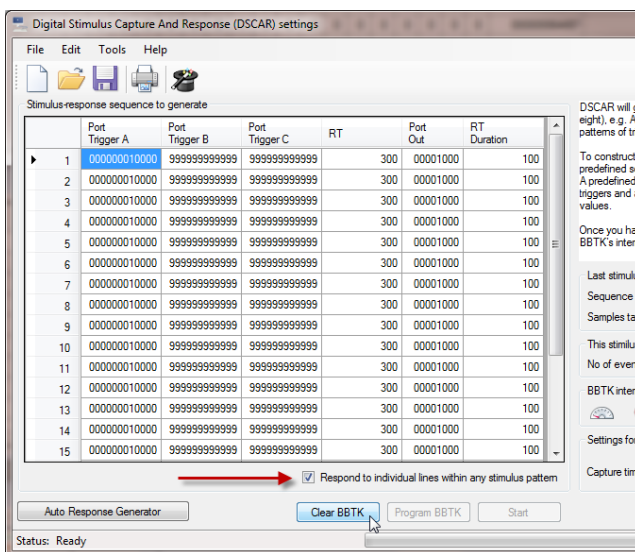 Digital Stimulus Capture And Response (DSCAR) settings
File Edit Tools Help
Stimulus-response sequence to generate
Port Trigger A Port Trigger B Port Trigger C RT Port Out RT Duration
1 000000010000 999999999999 999999999999 300 00001000 100
2 000000010000 999999999999 999999999999 300 00001000 100
3 000000010000 999999999999 999999999999 300 00001000 100
4 000000010000 999999999999 999999999999 300 00001000 100
5 000000010000 999999999999 999999999999 300 00001000 100
6 000000010000 999999999999 999999999999 300 00001000 100
7 000000010000 999999999999 999999999999 300 00001000 100
8 000000010000 999999999999 999999999999 300 00001000 100
9 000000010000 999999999999 999999999999 300 00001000 100
10 000000010000 999999999999 999999999999 300 00001000 100
11 000000010000 999999999999 999999999999 300 00001000 100
12 000000010000 999999999999 999999999999 300 00001000 100
13 000000010000 999999999999 999999999999 300 00001000 100
14 000000010000 999999999999 999999999999 300 00001000 100
15 000000010000 999999999999 999999999999 300 00001000 100
Respond to individual lines within any stimulus pattern
Auto Response Generator Clear BBTK Program BBTK Start
Status: Ready
DSCAR will
eight), e.g. A
patterns of tr
To construct
predefined s
A predefined
triggers and
values.
Once you ha
BBTK's inter
Last stimul
Sequence
Samples ta
This stimulu
No of even
BBTK inter
Settings fo
Capture tim